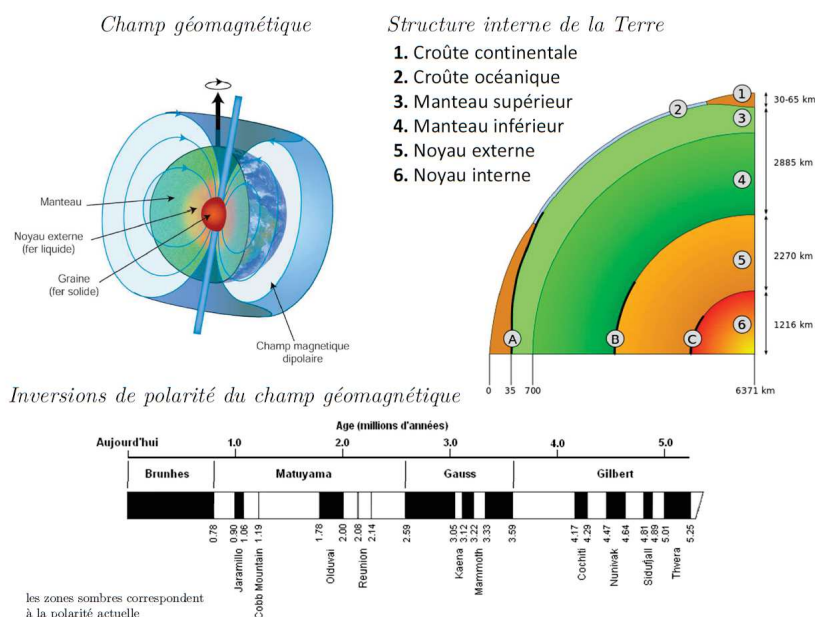 Champ géomagnétique
Manteau
Noyau externe
(fer liquide)
Graine
(fer solide)
Champ magnetique
dipolaire
Structure interne de la Terre
1. Croûte continentale
2. Croûte océanique
3. Manteau supérieur
4. Manteau inférieur
5. Noyau externe
6. Noyau interne
1
2
3
4
5
6
A
B
C
30-65 km
2885 km
2270 km
1216 km
0 35 700 6371 km
Inversions de polarité du champ géomagnétique
Age (millions d'années)
Aujourd'hui 1.0 2.0 3.0 4.0 5.0
Brunhes Matuyama Gauss Gilbert
0.78 0.90 1.06 1.19 1.78 2.00 2.08 2.14 2.59 3.05 3.12 3.22 3.33 3.59 4.17 4.29 4.47 4.64 4.81 4.89 5.01 5.25
Jaramillo Cobb Mountain Olduvai Reunion Kaena Mammoth Cochiti Nunivak Sidufjall Thvera
les zones sombres correspondent
à la polarité actuelle